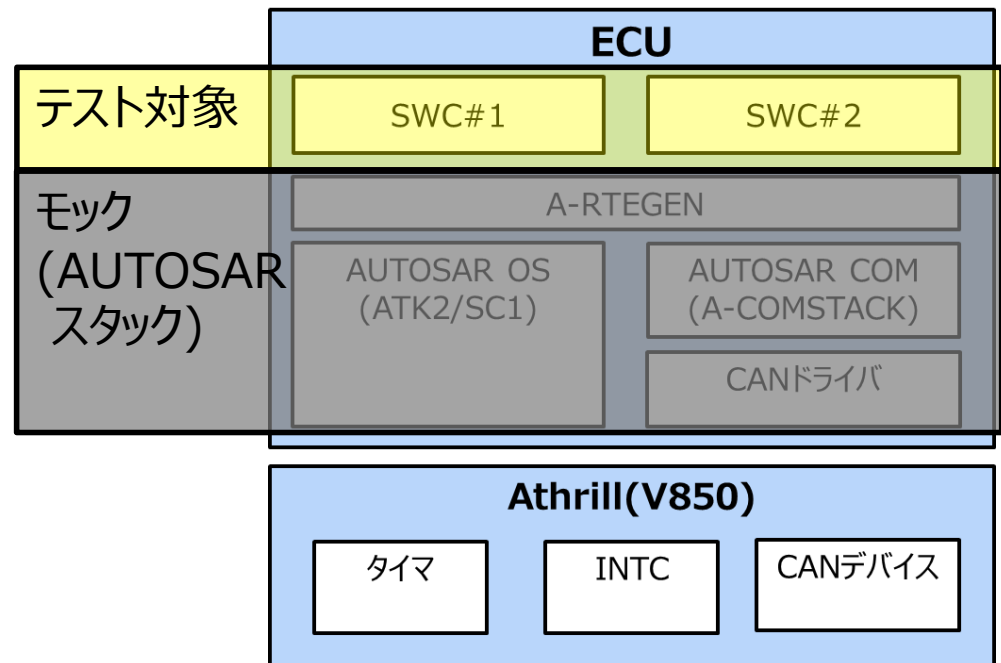 ECU
テスト対象
SWC#1
SWC#2
モック
(AUTOSAR
スタック)
A-RTEGEN
AUTOSAR OS
(ATK2/SC1)
AUTOSAR COM
(A-COMSTACK)
CANドライバ
Athrill(V850)
タイマ
INTC
CANデバイス